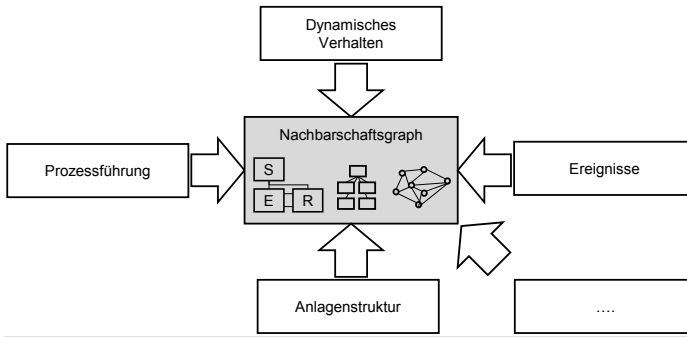 Dynamisches
Verhalten
Nachbarschaftsgraph
Prozessführung
S
E R
Ereignisse
Anlagenstruktur
....